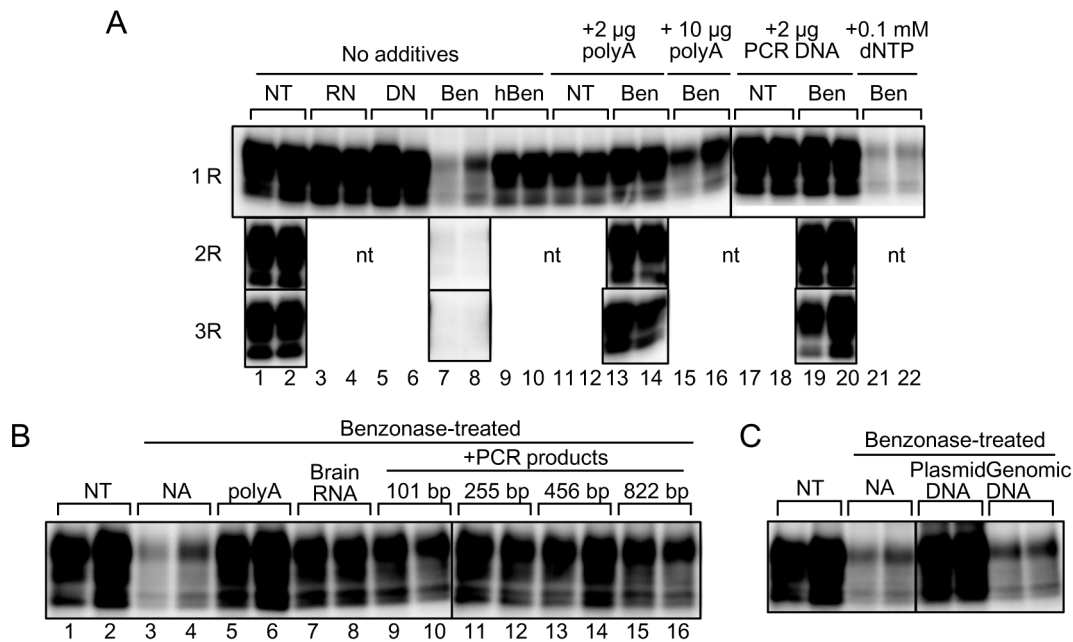 A
+2 µg + 10 µg +2 µg +0.1 mM
No additives polyA polyA PCR DNA dNTP
NT RN DN Ben hBen NT Ben Ben NT Ben Ben
1 R
2R nt nt nt nt
3R
1 2 3 4 5 6 7 8 9 10 11 12 13 14 15 16 17 18 19 20 21 22
B
Benzonase-treated
+PCR products
NT NA polyA Brain RNA 101 bp 255 bp 456 bp 822 bp
1 2 3 4 5 6 7 8 9 10 11 12 13 14 15 16
C
Benzonase-treated
PlasmidGenomic
NT NA DNA DNA